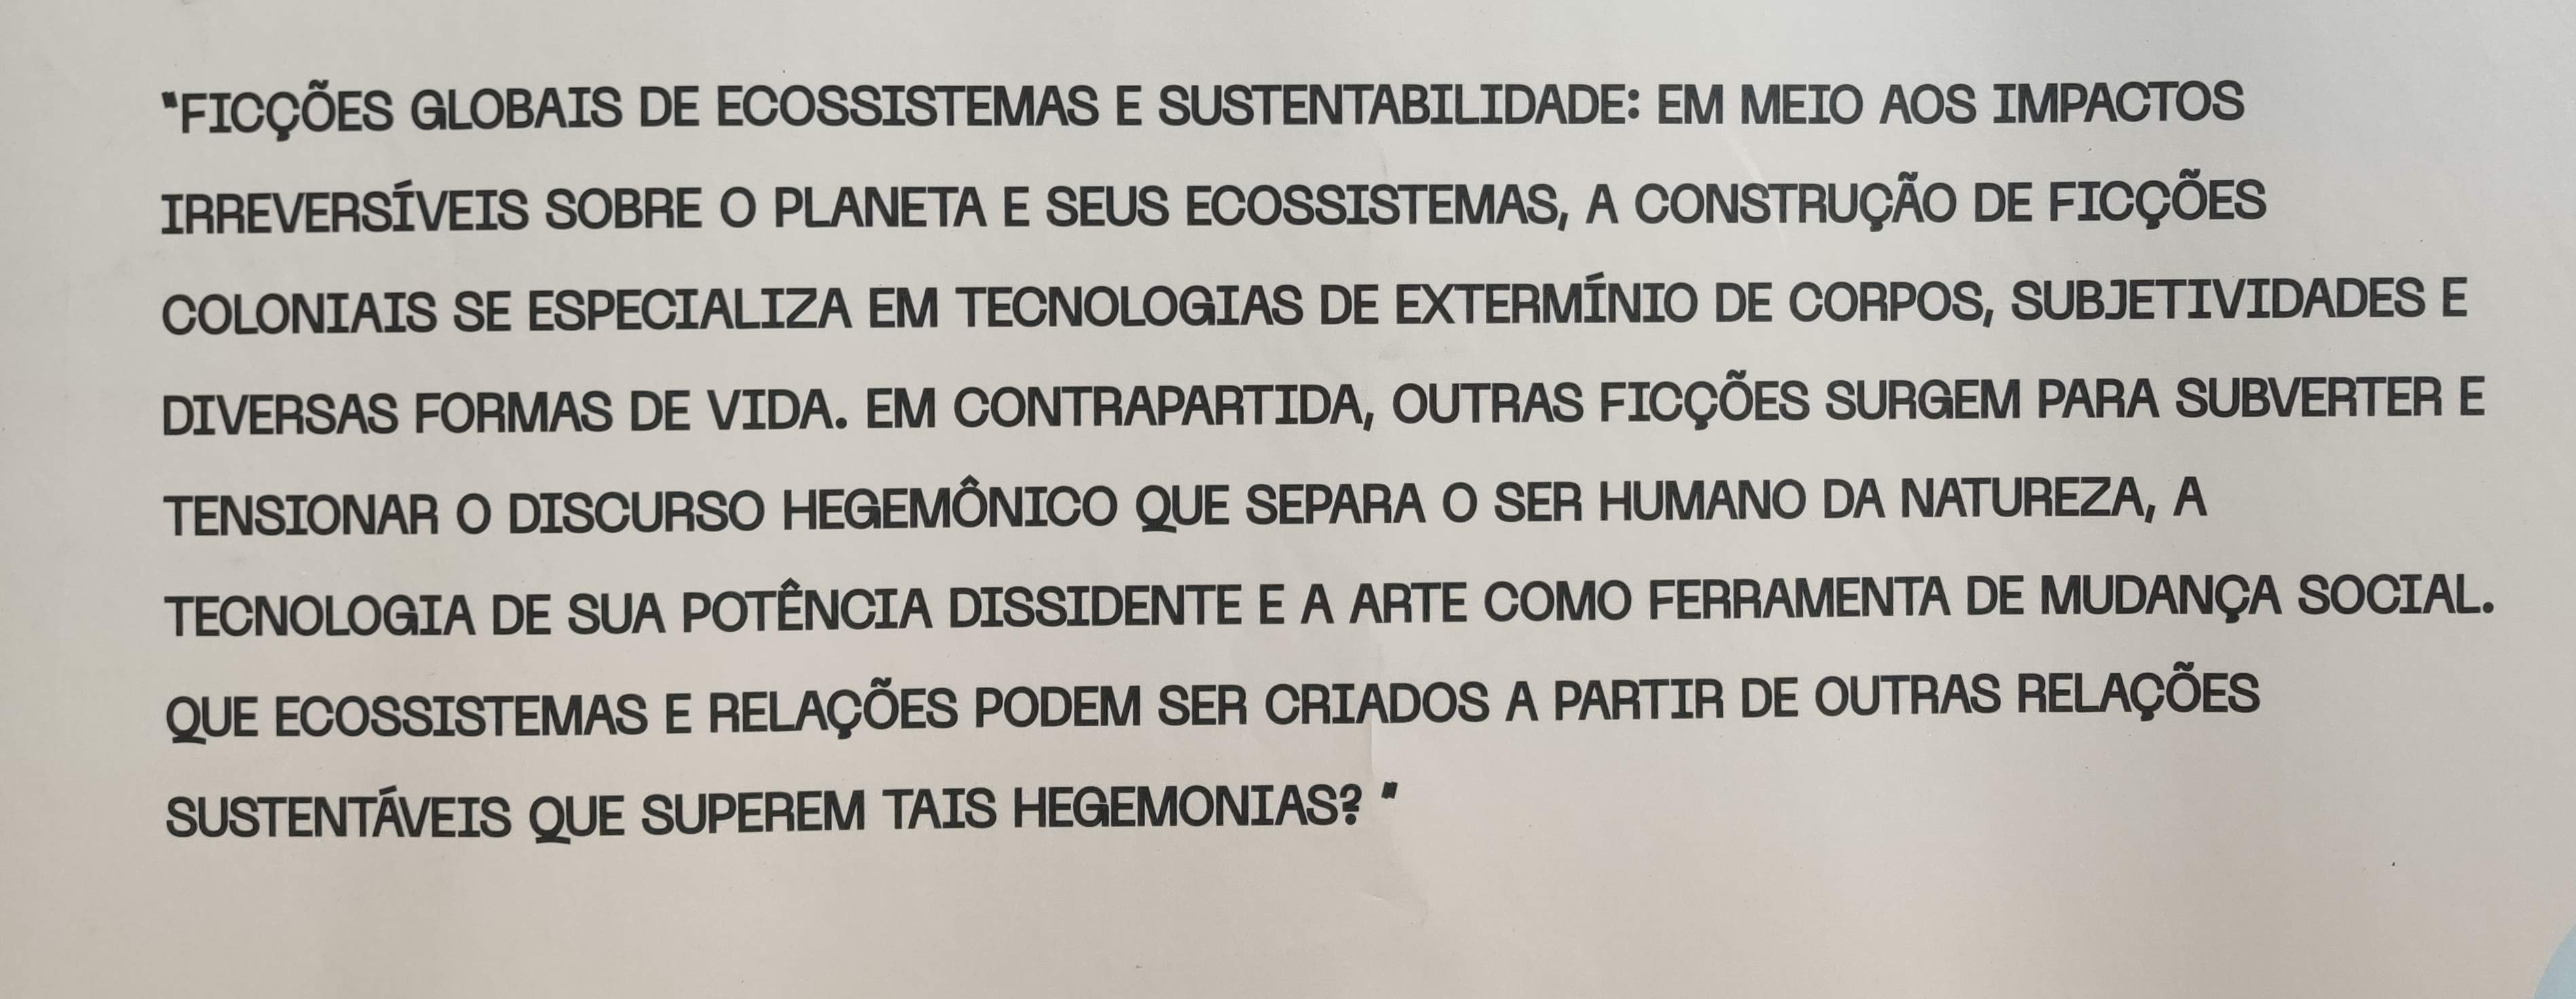 "FICÇÕES GLOBAIS DE ECOSSISTEMAS E SUSTENTABILIDADE: EM MEIO AOS IMPACTOS
IRREVERSÍVEIS SOBRE O PLANETA E SEUS ECOSSISTEMAS, A CONSTRUÇÃO DE FICÇÕES
COLONIAIS SE ESPECIALIZA EM TECNOLOGIAS DE EXTERMÍNIO DE CORPOS, SUBJETIVIDADES E
DIVERSAS FORMAS DE VIDA. EM CONTRAPARTIDA, OUTRAS FICÇÕES SURGEM PARA SUBVERTER E
TENSIONAR O DISCURSO HEGEMÔNICO QUE SEPARA O SER HUMANO DA NATUREZA, A
TECNOLOGIA DE SUA POTÊNCIA DISSIDENTE E A ARTE COMO FERRAMENTA DE MUDANÇA SOCIAL.
QUE ECOSSISTEMAS E RELAÇÕES PODEM SER CRIADOS A PARTIR DE OUTRAS RELAÇÕES
SUSTENTÁVEIS QUE SUPEREM TAIS HEGEMONIAS? "